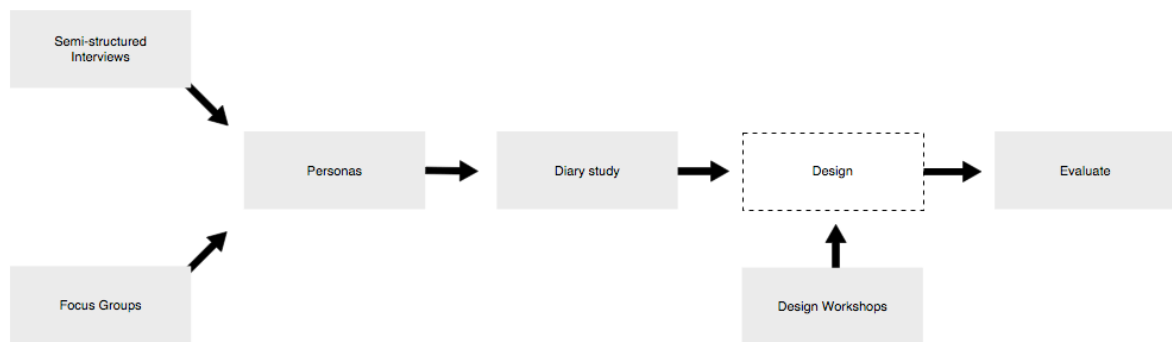 Semi-structured
Interviews
Personas
Diary study
Design
Evaluate
Focus Groups
Design Workshops